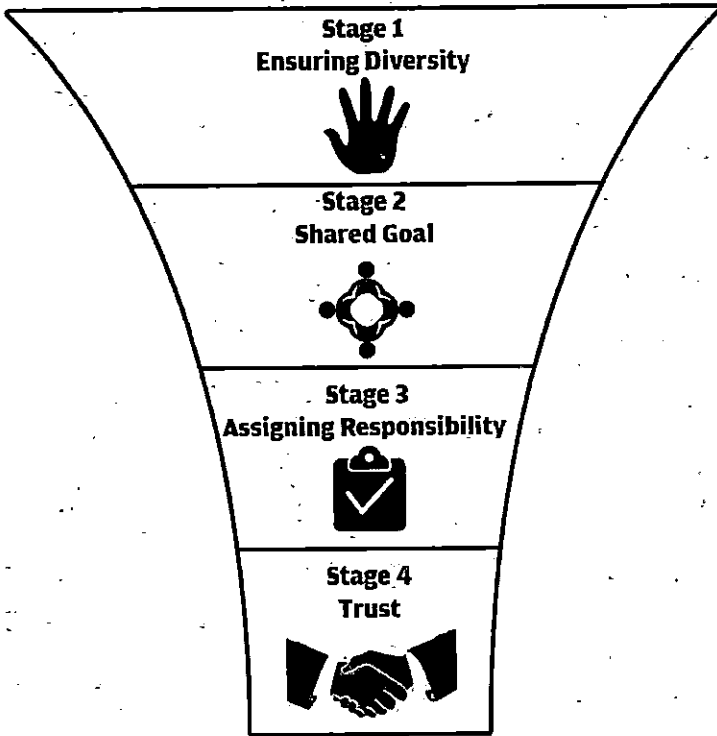 Stage 1
Ensuring Diversity
Stage 2
Shared Goal
Stage 3
Assigning Responsibility
Stage 4
Trust